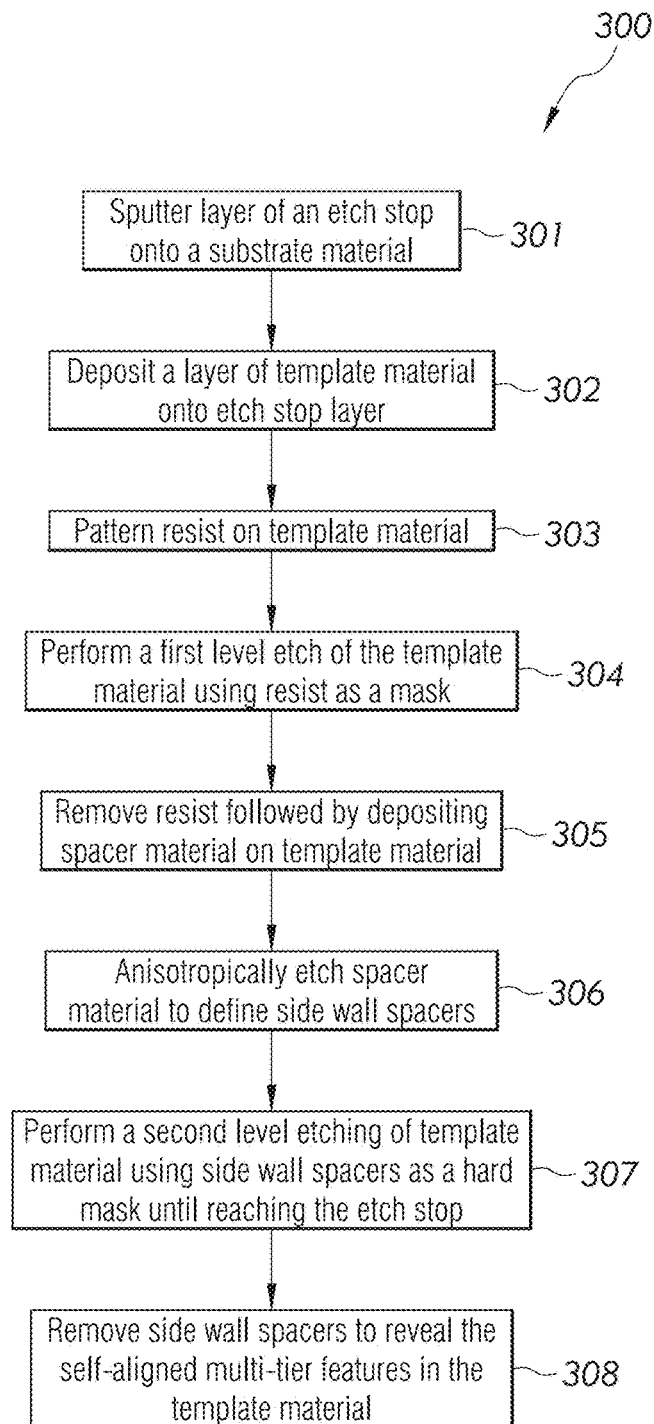 300
Sputter layer of an etch stop
onto a substrate material
301
Deposit a layer of template material
onto etch stop layer
302
Pattern resist on template material
303
Perform a first level etch of the template
material using resist as a mask
304
Remove resist followed by depositing
spacer material on template material
305
Anisotropically etch spacer
material to define side wall spacers
306
Perform a second level etching of template
material using side wall spacers as a hard
mask until reaching the etch stop
307
Remove side wall spacers to reveal the
self-aligned multi-tier features in the
template material
308